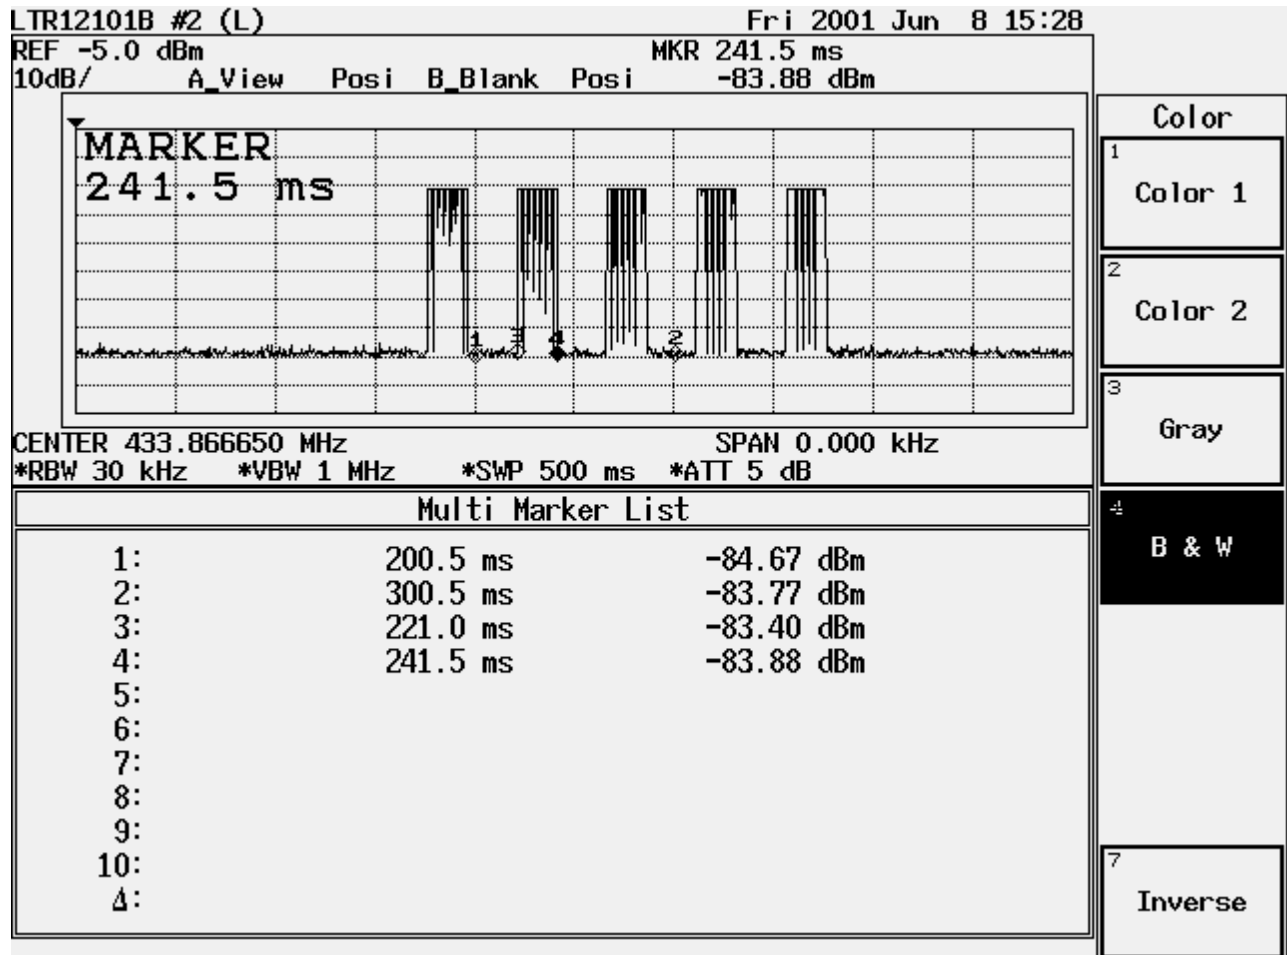 LTR12101B #2 (L) Fri 2001 Jun 8 15:28
REF -5.0 dBm MKR 241.5 ms
10dB/ A_View Posi B_Blank Posi -83.88 dBm
MARKER
241.5 ms
1 3 4 2
CENTER 433.866650 MHz SPAN 0.000 kHz
*RBW 30 kHz *VBW 1 MHz *SWP 500 ms *ATT 5 dB
Multi Marker List
1: 200.5 ms -84.67 dBm
2: 300.5 ms -83.77 dBm
3: 221.0 ms -83.40 dBm
4: 241.5 ms -83.88 dBm
5:
6:
7:
8:
9:
10:
Δ:
Color
1
Color 1
2
Color 2
3
Gray
4
B & W
7
Inverse